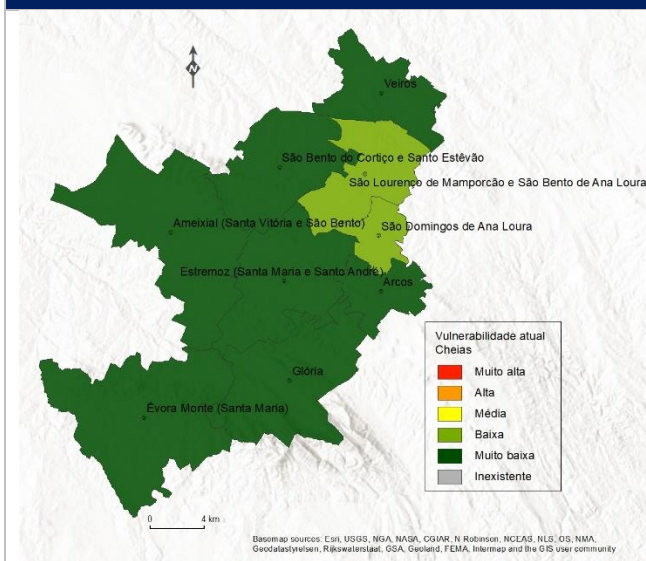 N
Veiros
São Bento do Cortiço e Santo Estêvão
São Lourenço de Mamporcão e São Bento de Ana Loura
Ameixial (Santa Vitória e São Bento)
São Domingos de Ana Loura
Estremoz (Santa Maria e Santo André)
Arcos
Glória
Évora Monte (Santa Maria)
Vulnerabilidade atual
Cheias
Muito alta
Alta
Média
Baixa
Muito baixa
Inexistente
0 4 km
Basemap sources: Esri, USGS, NGA, NASA, CGIAR, N Robinson, NCEAS, NLS, OS, NMA,
Geodatastyrelsen, Rijkswaterstaat, GSA, Geoland, FEMA, Intermap and the GIS user community